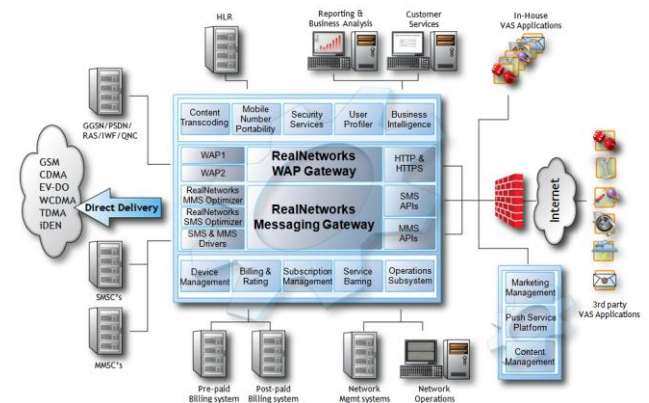 HLR
Reporting &
Business Analysis
Customer
Services
In-House
VAS Applications
GGSN/PSDN/
RAS/IWF/QNC
Content
Transcoding
Mobile
Number
Portability
Security
Services
User
Profiler
Business
Intelligence
GSM
CDMA
EV-DO
WCDMA
TDMA
iDEN
Direct Delivery
WAP1
WAP2
RealNetworks
WAP Gateway
HTTP &
HTTPS
RealNetworks
MMS Optimizer
RealNetworks
SMS Optimizer
SMS & MMS
Drivers
RealNetworks
Messaging Gateway
SMS
APIs
MMS
APIs
Internet
Device
Management
Billing &
Rating
Subscription
Management
Service
Barring
Operations
Subsystem
SMSC's
MMSC's
Marketing
Management
Push Service
Platform
Content
Management
3rd party
VAS Applications
Pre-paid
Billing system
Post-paid
Billing system
Network
Mgmt systems
Network
Operations